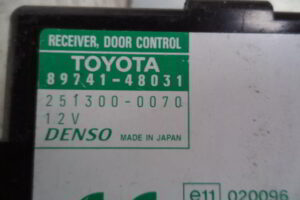 RECEIVER, DOOR CONTROL
TOYOTA
89741-48031
251300-0070
12V
DENSO MADE IN JAPAN
e11 020096